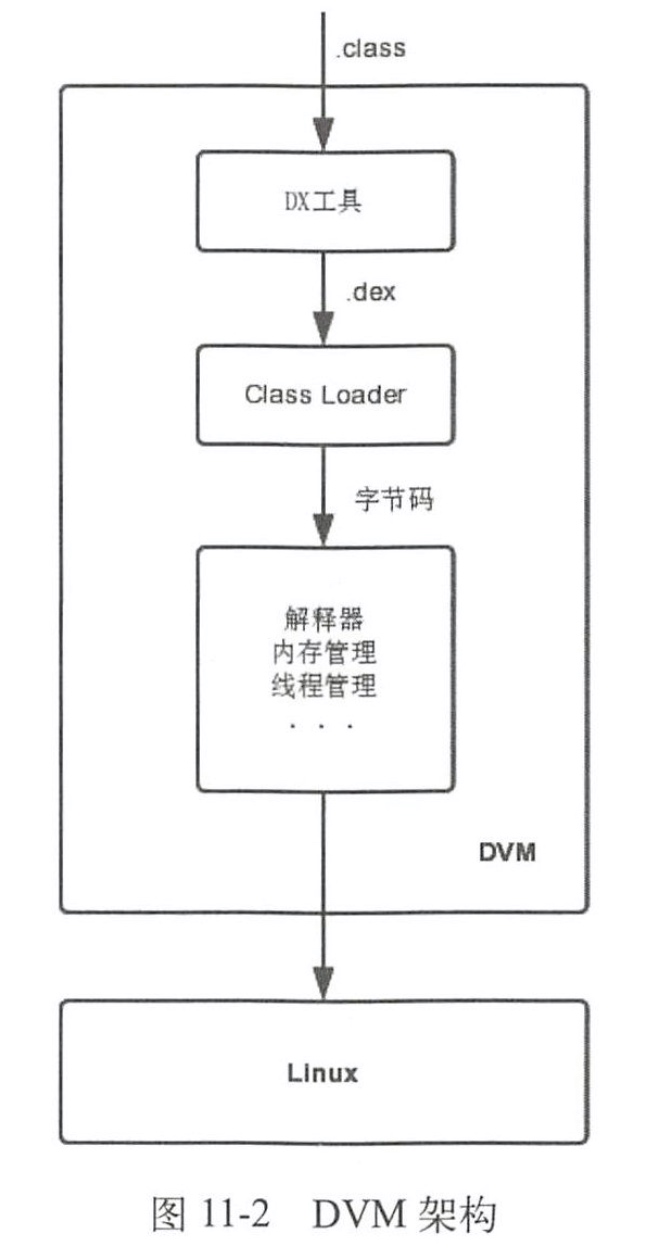 .class
DX工具
.dex
Class Loader
字节码
解释器
内存管理
线程管理
. . .
DVM
Linux
图 11-2 DVM 架构